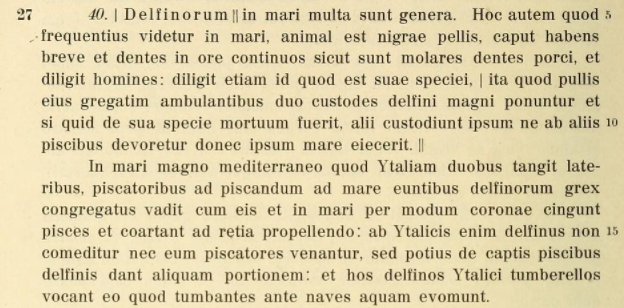 27 40. | Delfinorum || in mari multa sunt genera. Hoc autem quod 5
frequentius videtur in mari, animal est nigrae pellis, caput habens
breve et dentes in ore continuos sicut sunt molares dentes porci, et
diligit homines: diligit etiam id quod est suae speciei, | ita quod pullis
eius gregatim ambulantibus duo custodes delfini magni ponuntur et
si quid de sua specie mortuum fuerit, alii custodiunt ipsum ne ab aliis 10
piscibus devoretur donec ipsum mare eiecerit. ||
In mari magno mediterraneo quod Ytaliam duobus tangit late-
ribus, piscatoribus ad piscandum ad mare euntibus delfinorum grex
congregatus vadit cum eis et in mari per modum coronae cingunt
pisces et coartant ad retia propellendo: ab Ytalicis enim delfinus non 15
comeditur nec eum piscatores venantur, sed potius de captis piscibus
delfinis dant aliquam portionem: et hos delfinos Ytalici tumberellos
vocant eo quod tumbantes ante naves aquam evomunt.